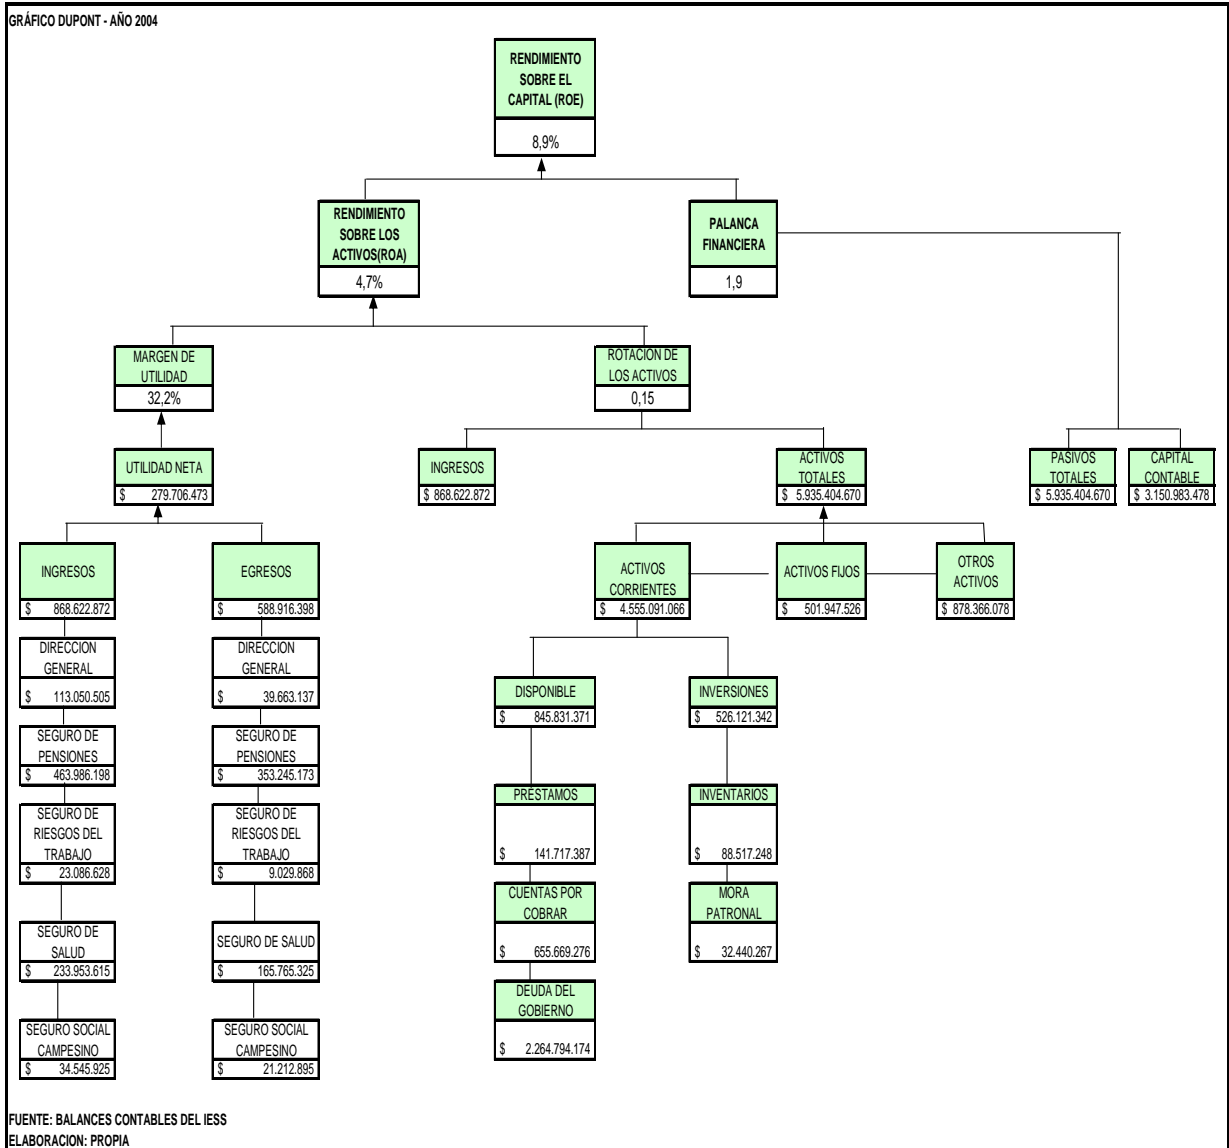 GRÁFICO DUPONT - AÑO 2004
RENDIMIENTO
SOBRE EL
CAPITAL (ROE)
8,9%
RENDIMIENTO
SOBRE LOS
ACTIVOS(ROA)
4,7%
PALANCA
FINANCIERA
1,9
MARGEN DE
UTILIDAD
32,2%
ROTACION DE
LOS ACTIVOS
0,15
UTILIDAD NETA
$ 279.706.473
INGRESOS
$ 868.622.872
ACTIVOS
TOTALES
$ 5.935.404.670
PASIVOS
TOTALES
$ 5.935.404.670
CAPITAL
CONTABLE
$ 3.150.983.478
INGRESOS
$ 868.622.872
EGRESOS
$ 588.916.398
ACTIVOS
CORRIENTES
$ 4.555.091.066
ACTIVOS FIJOS
$ 501.947.526
OTROS
ACTIVOS
$ 878.366.078
DIRECCION
GENERAL
$ 113.050.505
DIRECCION
GENERAL
$ 39.663.137
DISPONIBLE
$ 845.831.371
INVERSIONES
$ 526.121.342
SEGURO DE
PENSIONES
$ 463.986.198
SEGURO DE
PENSIONES
$ 353.245.173
PRÉSTAMOS
$ 141.717.387
INVENTARIOS
$ 88.517.248
SEGURO DE
RIESGOS DEL
TRABAJO
$ 23.086.628
SEGURO DE
RIESGOS DEL
TRABAJO
$ 9.029.868
CUENTAS POR
COBRAR
$ 655.669.276
MORA
PATRONAL
$ 32.440.267
SEGURO DE
SALUD
$ 233.953.615
SEGURO DE SALUD
$ 165.765.325
DEUDA DEL
GOBIERNO
$ 2.264.794.174
SEGURO SOCIAL
CAMPESINO
$ 34.545.925
SEGURO SOCIAL
CAMPESINO
$ 21.212.895
FUENTE: BALANCES CONTABLES DEL IESS
ELABORACION: PROPIA